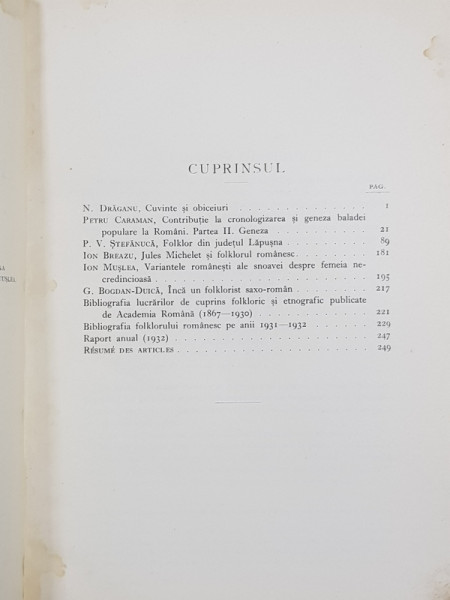 CUPRINSUL
PAG.
N. DRĂGANU, Cuvinte și obiceiuri . . . . . . . . . . . . . . 1
PETRU CARAMAN, Contribuție la cronologizarea și geneza baladei
populare la Români. Partea II. Geneza . . . . . . . . . . 21
P. V. ȘTEFĂNUCĂ, Folklor din județul Lăpușna . . . . . . . . 89
ION BREAZU, Jules Michelet și folklorul românesc . . . . . . . 181
ION MUȘLEA, Variantele românești ale snoavei despre femeia ne-
credincioasă . . . . . . . . . . . . . . . . . . . . . 195
G. BOGDAN-DUICĂ, Încă un folklorist saxo-român . . . . . . . 217
Bibliografia lucrărilor de cuprins folkloric și etnografic publicate
de Academia Română (1867—1930) . . . . . . . . . . . . 221
Bibliografia folklorului românesc pe anii 1931—1932 . . . . . . 229
Raport anual (1932) . . . . . . . . . . . . . . . . . . . 247
RÉSUMÉ DES ARTICLES . . . . . . . . . . . . . . . . . . 249